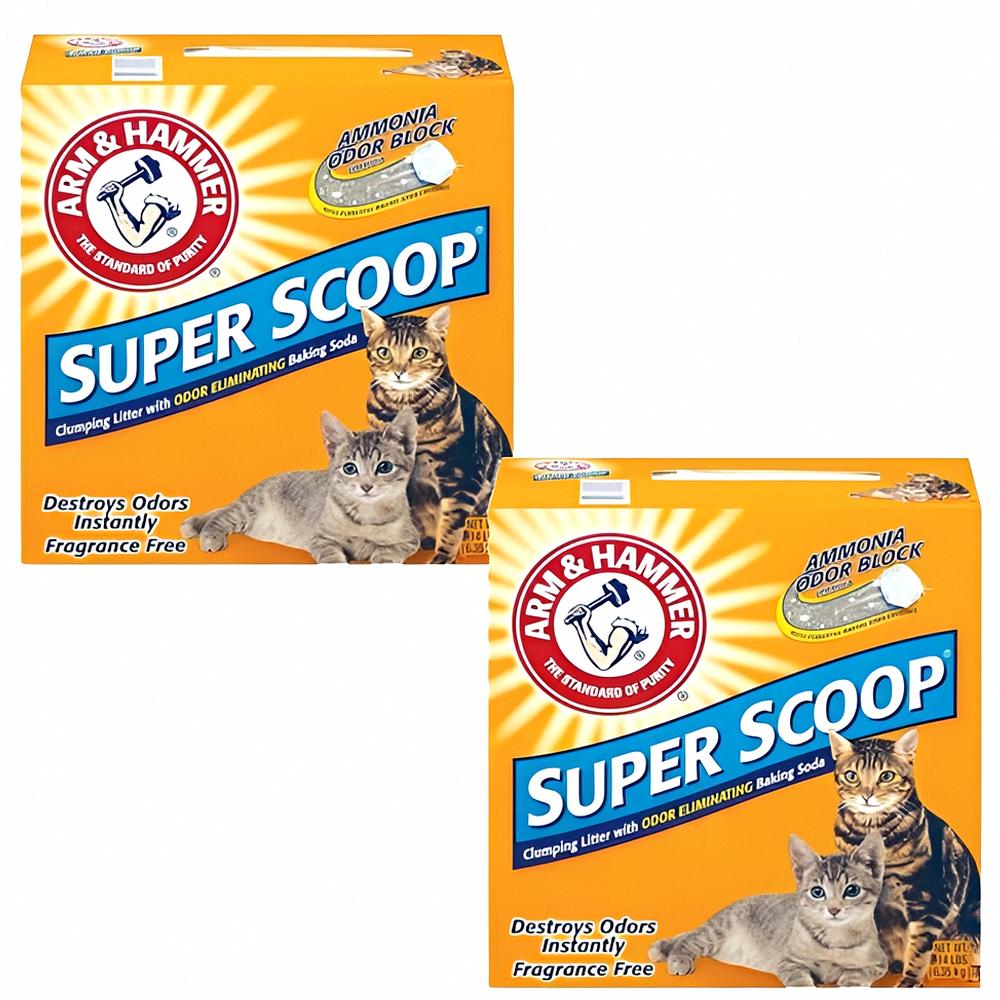 ARM & HAMMER
THE STANDARD OF PURITY
®
®
AMMONIA
ODOR BLOCK
SUPER SCOOP®
Clumping Litter with ODOR ELIMINATING Baking Soda
Destroys Odors
Instantly
Fragrance Free
ARM & HAMMER
THE STANDARD OF PURITY
®
®
AMMONIA
ODOR BLOCK
SUPER SCOOP®
Clumping Litter with ODOR ELIMINATING Baking Soda
Destroys Odors
Instantly
Fragrance Free